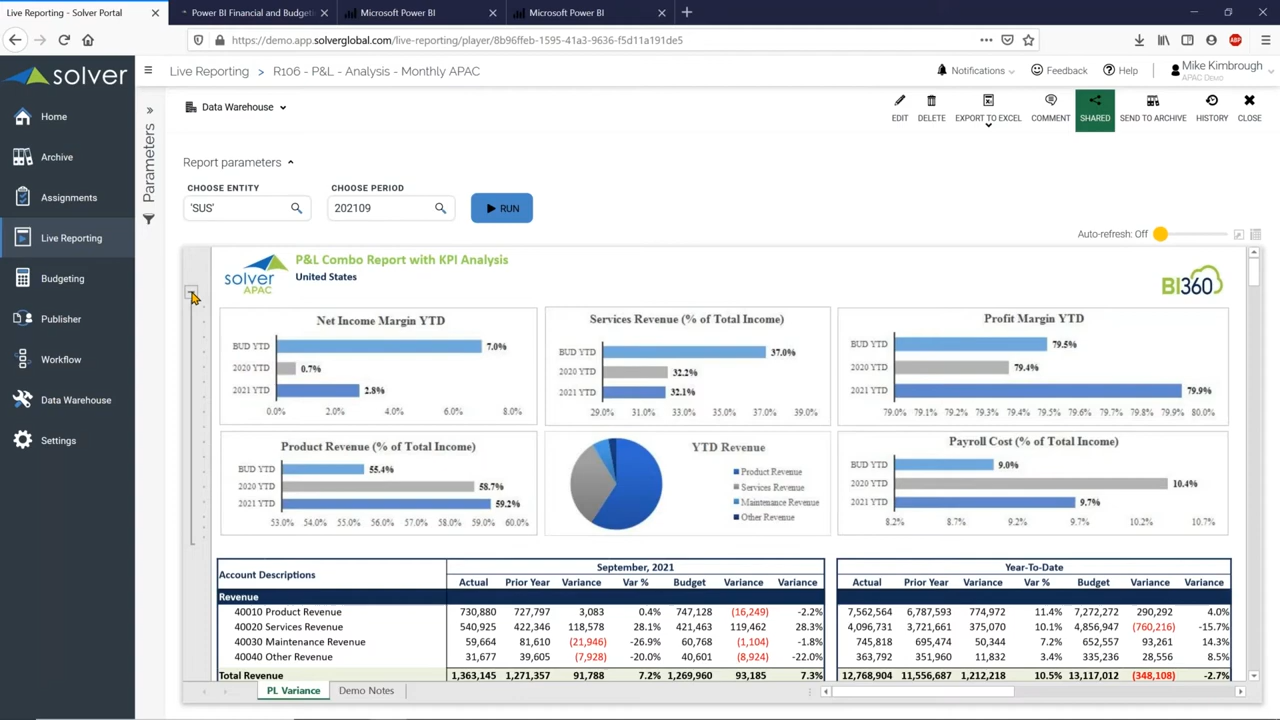 Live Reporting - Solver Portal
Power BI Financial and Budget
Microsoft Power BI
Microsoft Power BI
https://demo.app.solverglobal.com/live-reporting/player/8b96ffeb-1595-41a3-9636-f5d11a191de5
ABP
solver
Live Reporting > R106 - P&L - Analysis - Monthly APAC
Notifications
Feedback
Help
Mike Kimbrough
APAC Demo
Home
Archive
Assignments
Live Reporting
Budgeting
Publisher
Workflow
Data Warehouse
Settings
Parameters
Data Warehouse
EDIT
DELETE
EXPORT TO EXCEL
COMMENT
SHARED
SEND TO ARCHIVE
HISTORY
CLOSE
Report parameters
CHOOSE ENTITY
CHOOSE PERIOD
'SUS'
202109
RUN
Auto-refresh: Off
solver
APAC
P&L Combo Report with KPI Analysis
United States
BI360
Net Income Margin YTD
BUD YTD 7.0%
2020 YTD 0.7%
2021 YTD 2.8%
0.0% 2.0% 4.0% 6.0% 8.0%
Services Revenue (% of Total Income)
BUD YTD 37.0%
2020 YTD 32.2%
2021 YTD 32.1%
29.0% 31.0% 33.0% 35.0% 37.0% 39.0%
Profit Margin YTD
BUD YTD 79.5%
2020 YTD 79.4%
2021 YTD 79.9%
79.0% 79.1% 79.2% 79.3% 79.4% 79.5% 79.6% 79.7% 79.8% 79.9% 80.0%
Product Revenue (% of Total Income)
BUD YTD 55.4%
2020 YTD 58.7%
2021 YTD 59.2%
53.0% 54.0% 55.0% 56.0% 57.0% 58.0% 59.0% 60.0%
YTD Revenue
Product Revenue
Services Revenue
Maintenance Revenue
Other Revenue
Payroll Cost (% of Total Income)
BUD YTD 9.0%
2020 YTD 10.4%
2021 YTD 9.7%
8.2% 8.7% 9.2% 9.7% 10.2% 10.7%
September, 2021 Year-To-Date
Account Descriptions Actual Prior Year Variance Var % Budget Variance Variance Actual Prior Year Variance Var % Budget Variance Variance
Revenue
40010 Product Revenue 730,880 727,797 3,083 0.4% 747,128 (16,249) -2.2% 7,562,564 6,787,593 774,972 11.4% 7,272,272 290,292 4.0%
40020 Services Revenue 540,925 422,346 118,578 28.1% 421,463 119,462 28.3% 4,096,731 3,721,661 375,070 10.1% 4,856,947 (760,216) -15.7%
40030 Maintenance Revenue 59,664 81,610 (21,946) -26.9% 60,768 (1,104) -1.8% 745,818 695,474 50,344 7.2% 652,557 93,261 14.3%
40040 Other Revenue 31,677 39,605 (7,928) -20.0% 40,601 (8,924) -22.0% 363,792 351,960 11,832 3.4% 335,236 28,556 8.5%
Total Revenue 1,363,145 1,271,357 91,788 7.2% 1,269,960 93,185 7.3% 12,768,904 11,556,687 1,212,218 10.5% 13,117,012 (348,108) -2.7%
PL Variance
Demo Notes